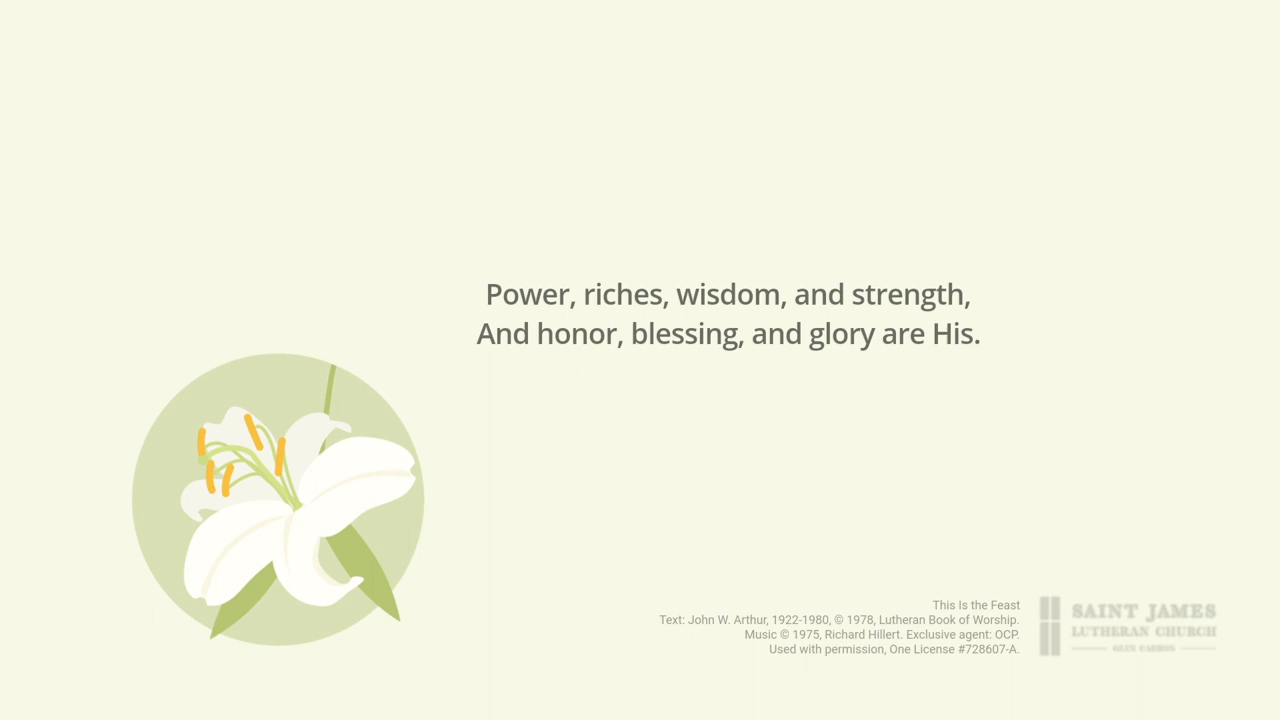 Power, riches, wisdom, and strength,
And honor, blessing, and glory are His.
This Is the Feast
Text: John W. Arthur, 1922-1980, © 1978, Lutheran Book of Worship.
Music © 1975, Richard Hillert. Exclusive agent: OCP.
Used with permission, One License #728607-A.
SAINT JAMES
LUTHERAN CHURCH
GLEN CARBON